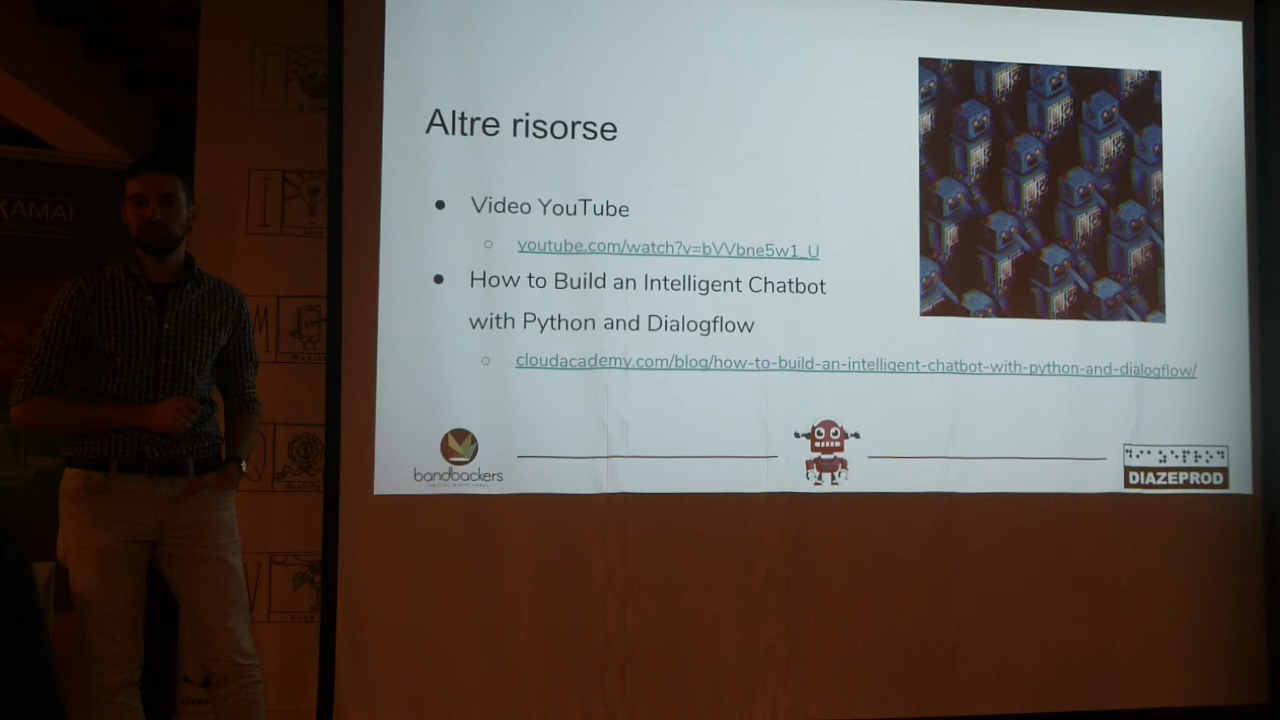 Altre risorse
Video YouTube
youtube.com/watch?v=bVVbne5w1_U
How to Build an Intelligent Chatbot
with Python and Dialogflow
cloudacademy.com/blog/how-to-build-an-intelligent-chatbot-with-python-and-dialogflow/
bandbackers
DIAZEPROD
KAMAI
I
M
Q